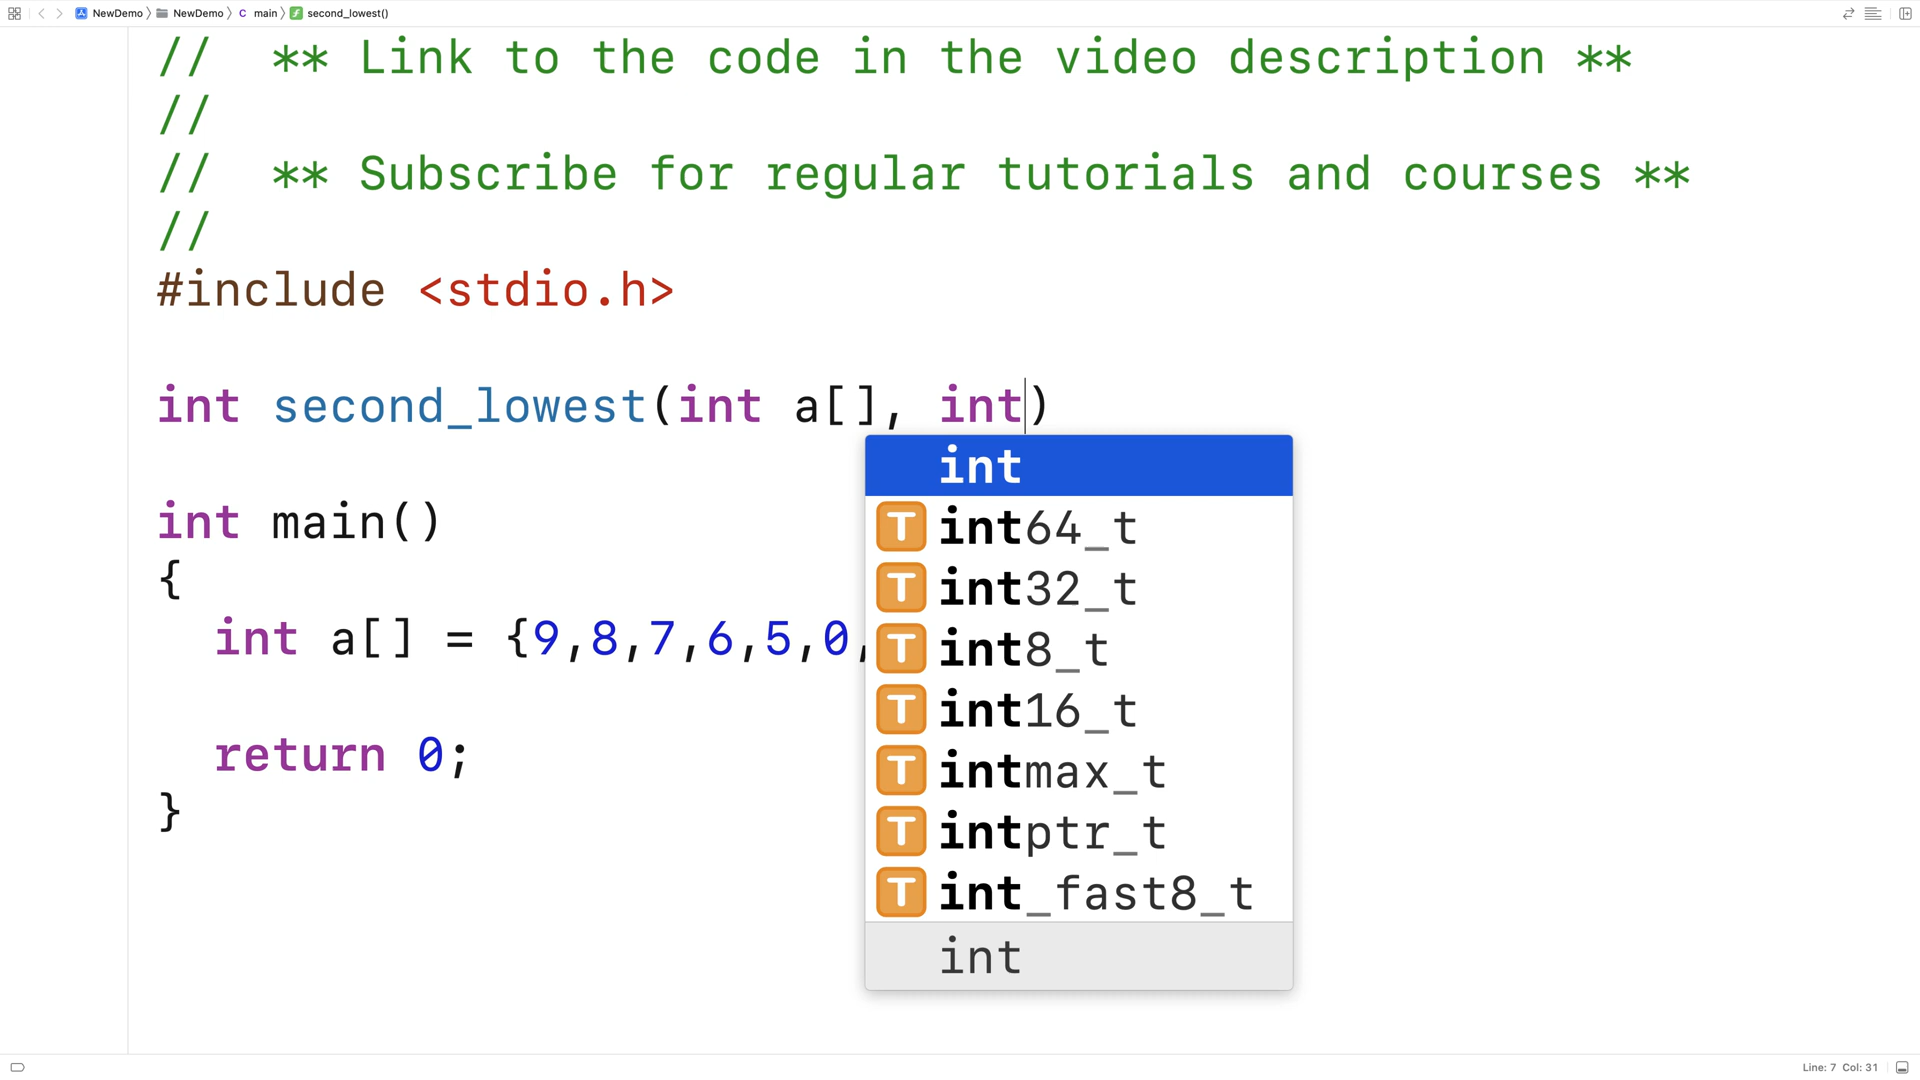 NewDemo NewDemo C main f second_lowest()
//  ** Link to the code in the video description **
//
//  ** Subscribe for regular tutorials and courses **
//
#include <stdio.h>
int second_lowest(int a[], int)
int
int main()
T int64_t
{
T int32_t
int a[] = {9,8,7,6,5,0,
T int8_t
T int16_t
return 0;
T intmax_t
}
T intptr_t
T int_fast8_t
int
Line: 7 Col: 31